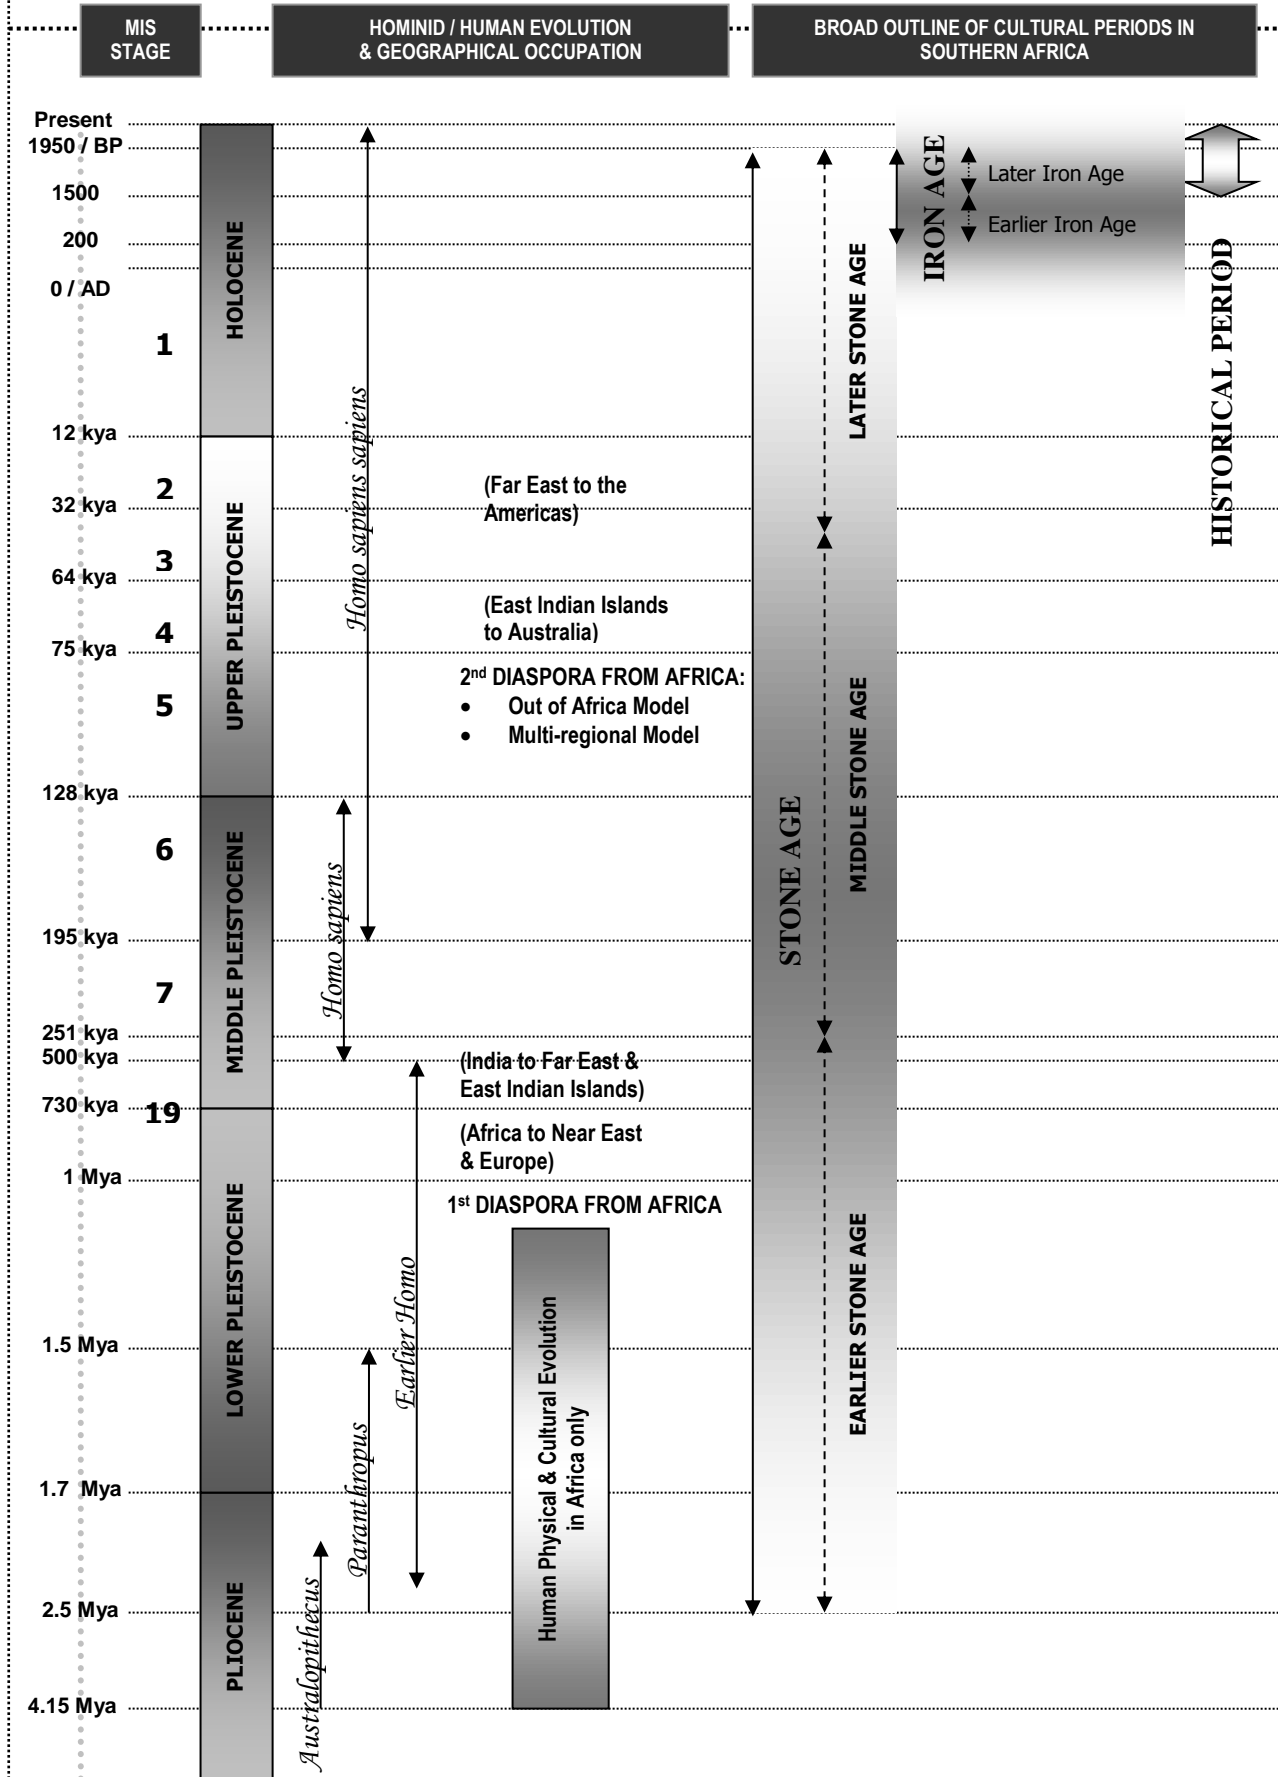 MIS
STAGE
HOMINID / HUMAN EVOLUTION
& GEOGRAPHICAL OCCUPATION
BROAD OUTLINE OF CULTURAL PERIODS IN
SOUTHERN AFRICA
Present
1950 / BP
1500
200
0 / AD
12 kya
32 kya
64 kya
75 kya
128 kya
195 kya
251 kya
500 kya
730 kya
1 Mya
1.5 Mya
1.7 Mya
2.5 Mya
4.15 Mya
1
2
3
4
5
6
7
19
HOLOCENE
UPPER PLEISTOCENE
MIDDLE PLEISTOCENE
LOWER PLEISTOCENE
PLIOCENE
Homo sapiens sapiens
Homo sapiens
Earlier Homo
Paranthropus
Australopithecus
(Far East to the
Americas)
(East Indian Islands
to Australia)
2nd DIASPORA FROM AFRICA:
• Out of Africa Model
• Multi-regional Model
(India to Far East &
East Indian Islands)
(Africa to Near East
& Europe)
1st DIASPORA FROM AFRICA
Human Physical & Cultural Evolution
in Africa only
STONE AGE
LATER STONE AGE
MIDDLE STONE AGE
EARLIER STONE AGE
IRON AGE
Later Iron Age
Earlier Iron Age
HISTORICAL PERIOD